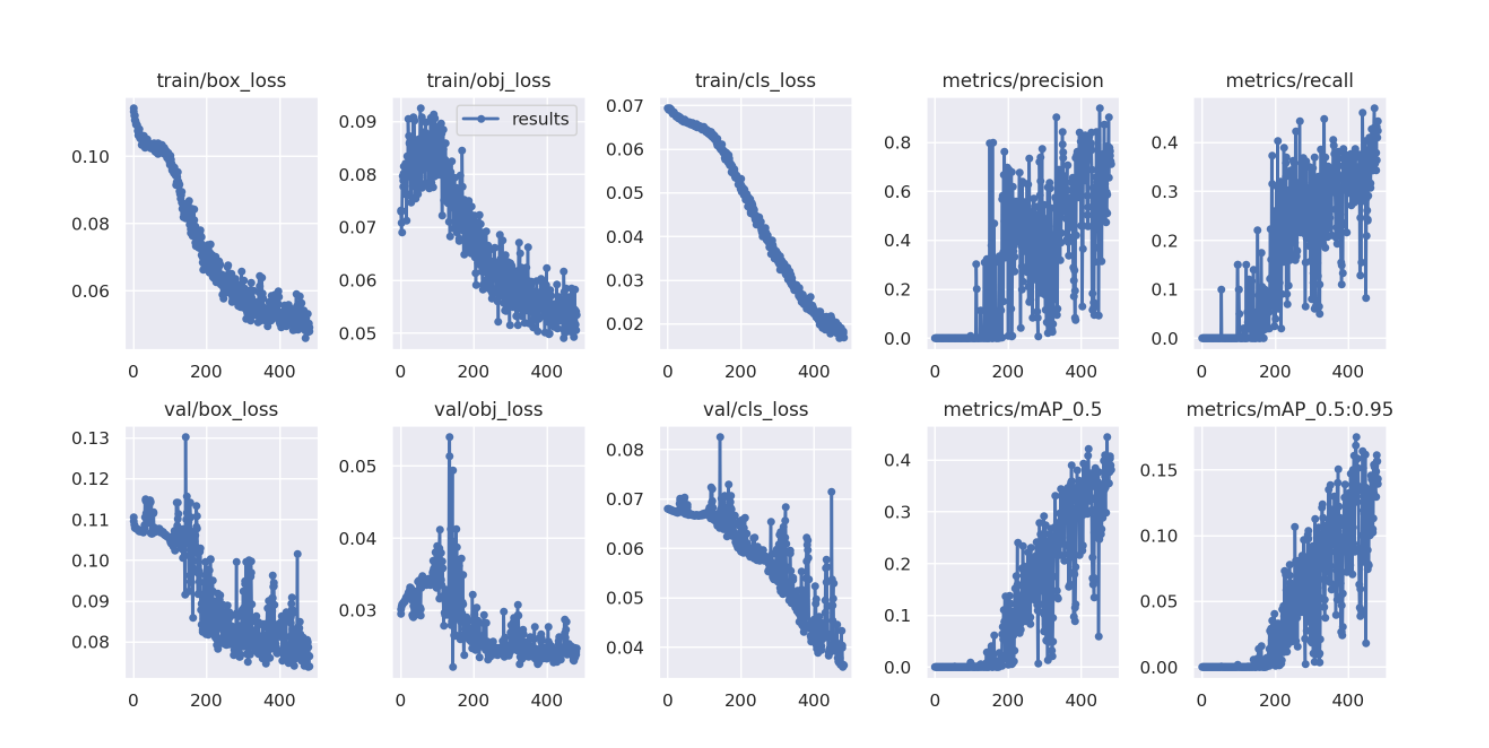 train/box_loss
train/obj_loss
train/cls_loss
metrics/precision
metrics/recall
0.10
0.08
0.06
0 200 400
results
0.09
0.08
0.07
0.06
0.05
0 200 400
0.07
0.06
0.05
0.04
0.03
0.02
0 200 400
0.8
0.6
0.4
0.2
0.0
0 200 400
0.4
0.3
0.2
0.1
0.0
0 200 400
val/box_loss
val/obj_loss
val/cls_loss
metrics/mAP_0.5
metrics/mAP_0.5:0.95
0.13
0.12
0.11
0.10
0.09
0.08
0 200 400
0.05
0.04
0.03
0 200 400
0.08
0.07
0.06
0.05
0.04
0 200 400
0.4
0.3
0.2
0.1
0.0
0 200 400
0.15
0.10
0.05
0.00
0 200 400